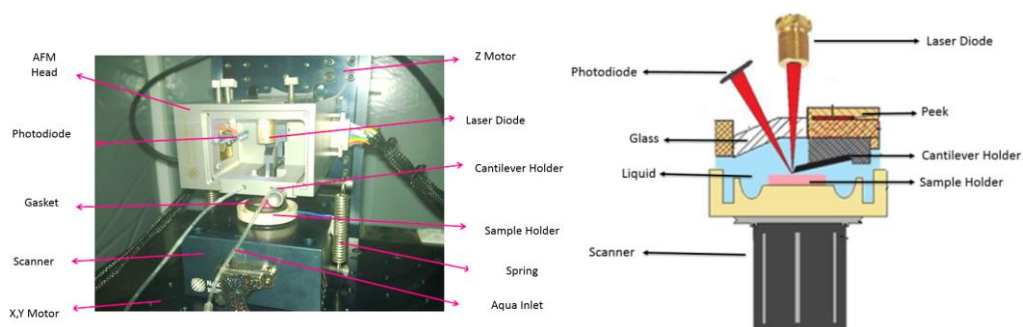 AFM
Head
Photodiode
Gasket
Scanner
X,Y Motor
Z Motor
Laser Diode
Cantilever Holder
Sample Holder
Spring
Aqua Inlet
Photodiode
Glass
Liquid
Scanner
Laser Diode
Peek
Cantilever Holder
Sample Holder